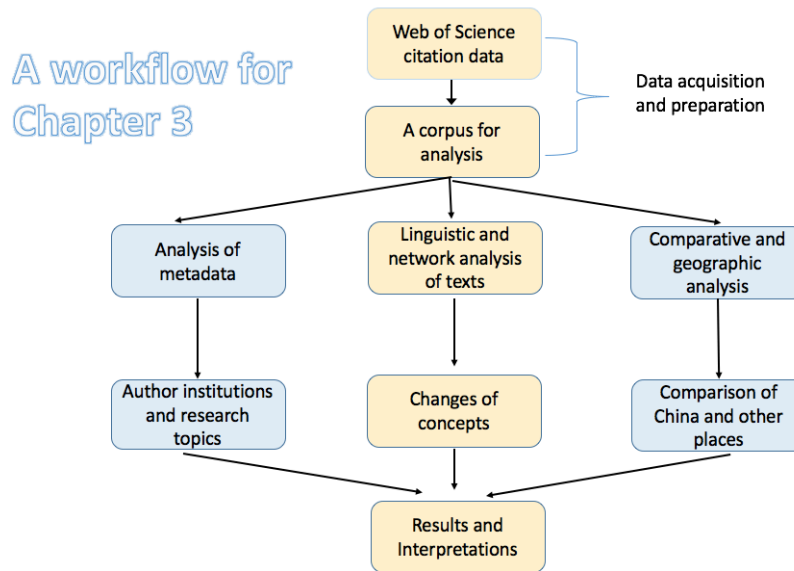 A workflow for
Chapter 3
Web of Science
citation data
Data acquisition
and preparation
A corpus for
analysis
Analysis of
metadata
Linguistic and
network analysis
of texts
Comparative and
geographic
analysis
Author institutions
and research
topics
Changes of
concepts
Comparison of
China and other
places
Results and
Interpretations